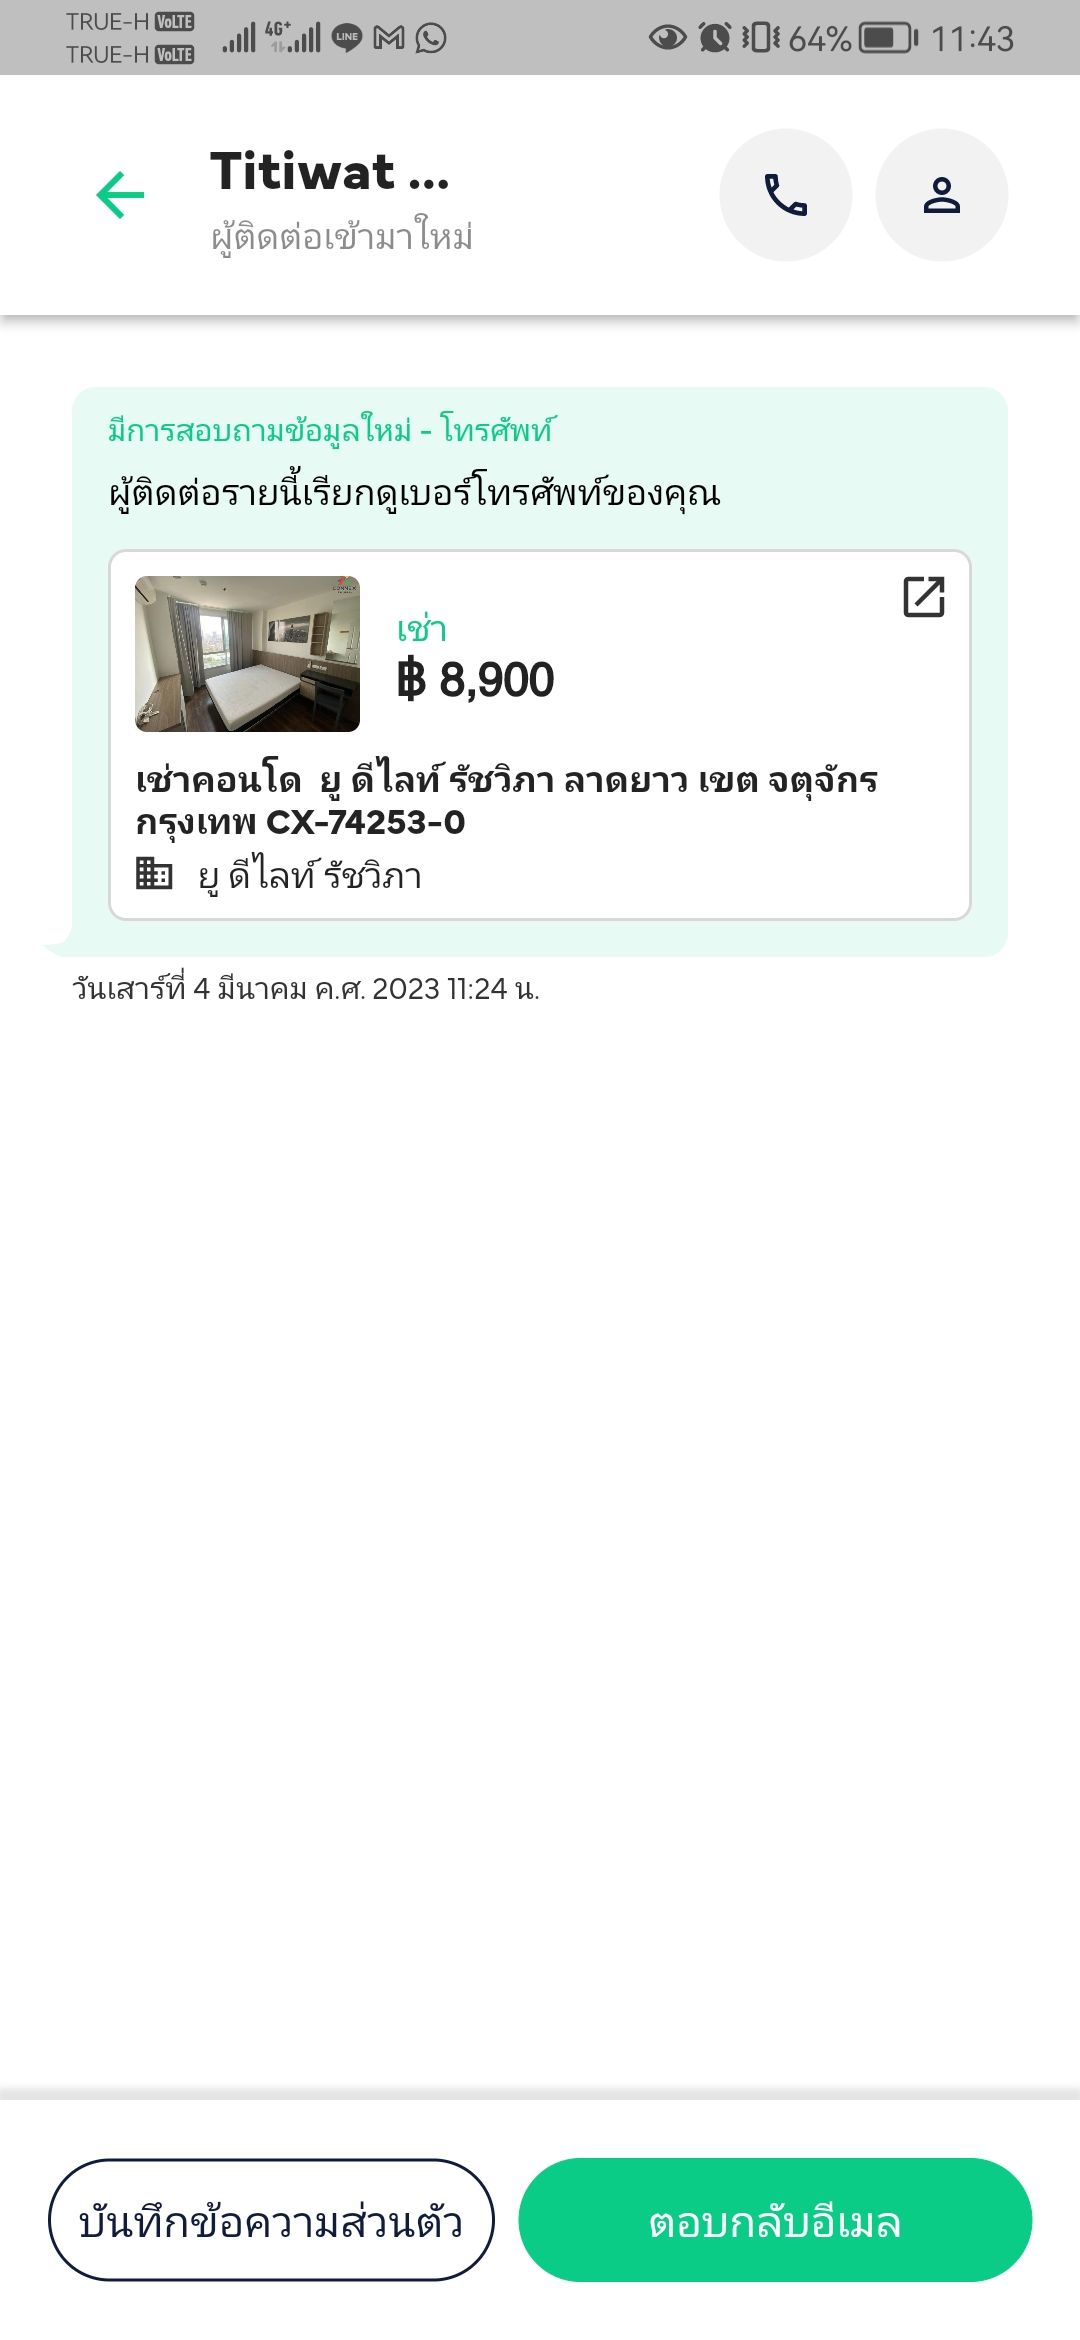 TRUE-H VoLTE
TRUE-H VoLTE
4G+
LINE
64%
11:43
Titiwat ...
ผู้ติดต่อเข้ามาใหม่
มีการสอบถามข้อมูลใหม่ - โทรศัพท์
ผู้ติดต่อรายนี้เรียกดูเบอร์โทรศัพท์ของคุณ
CONNEX
เช่า
฿ 8,900
เช่าคอนโด  ยู ดีไลท์ รัชวิภา ลาดยาว เขต จตุจักร
กรุงเทพ CX-74253-0
ยู ดีไลท์ รัชวิภา
วันเสาร์ที่ 4 มีนาคม ค.ศ. 2023 11:24 น.
บันทึกข้อความส่วนตัว
ตอบกลับอีเมล